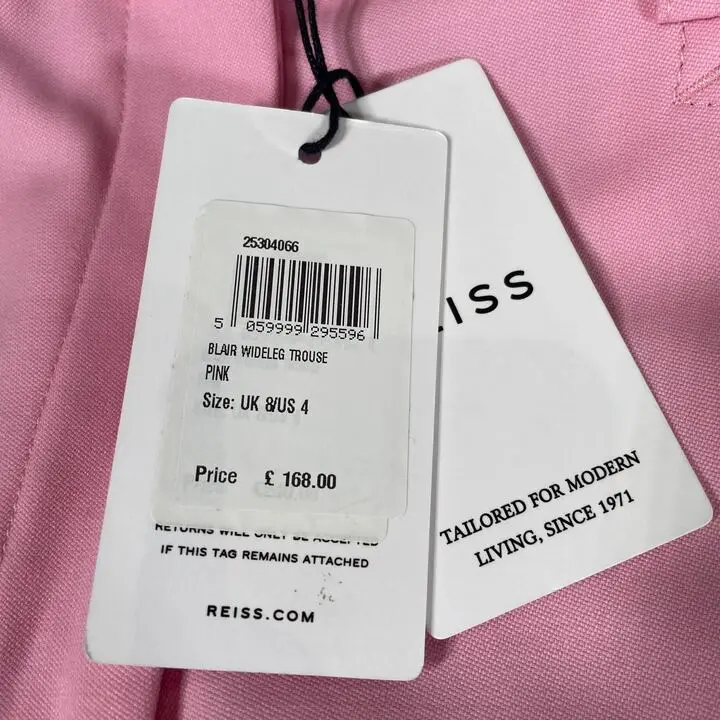 25304066
5 059999 295596
BLAIR WIDELEG TROUSE
PINK
Size: UK 8/US 4
Price £ 168.00
RETURNS WILL ONLY BE ACCEPTED
IF THIS TAG REMAINS ATTACHED
REISS.COM
EISS
TAILORED FOR MODERN
LIVING, SINCE 1971